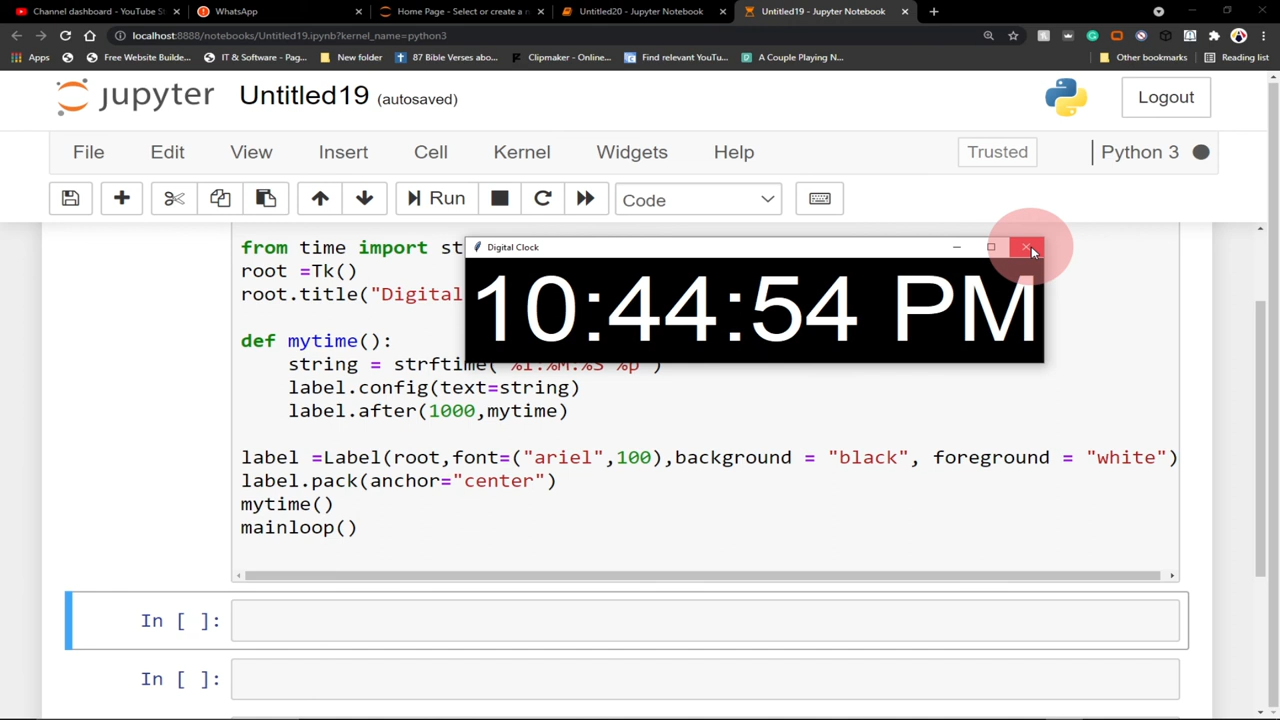 Channel dashboard - YouTube St
WhatsApp
Home Page - Select or create a n
Untitled20 - Jupyter Notebook
Untitled19 - Jupyter Notebook
localhost:8888/notebooks/Untitled19.ipynb?kernel_name=python3
Apps
Free Website Builde...
IT & Software - Pag...
New folder
87 Bible Verses abo...
Clipmaker - Online...
Find relevant YouTu...
A Couple Playing N...
Other bookmarks
Reading list
jupyter Untitled19 (autosaved)
Logout
File Edit View Insert Cell Kernel Widgets Help
Trusted
Python 3
Run
Code
from time import st
root =Tk()
root.title("Digital
Digital Clock
10:44:54 PM
def mytime():
string = strftime("%I:%M:%S %p")
label.config(text=string)
label.after(1000,mytime)
label =Label(root,font=("ariel",100),background = "black", foreground = "white")
label.pack(anchor="center")
mytime()
mainloop()
In [ ]:
In [ ]: